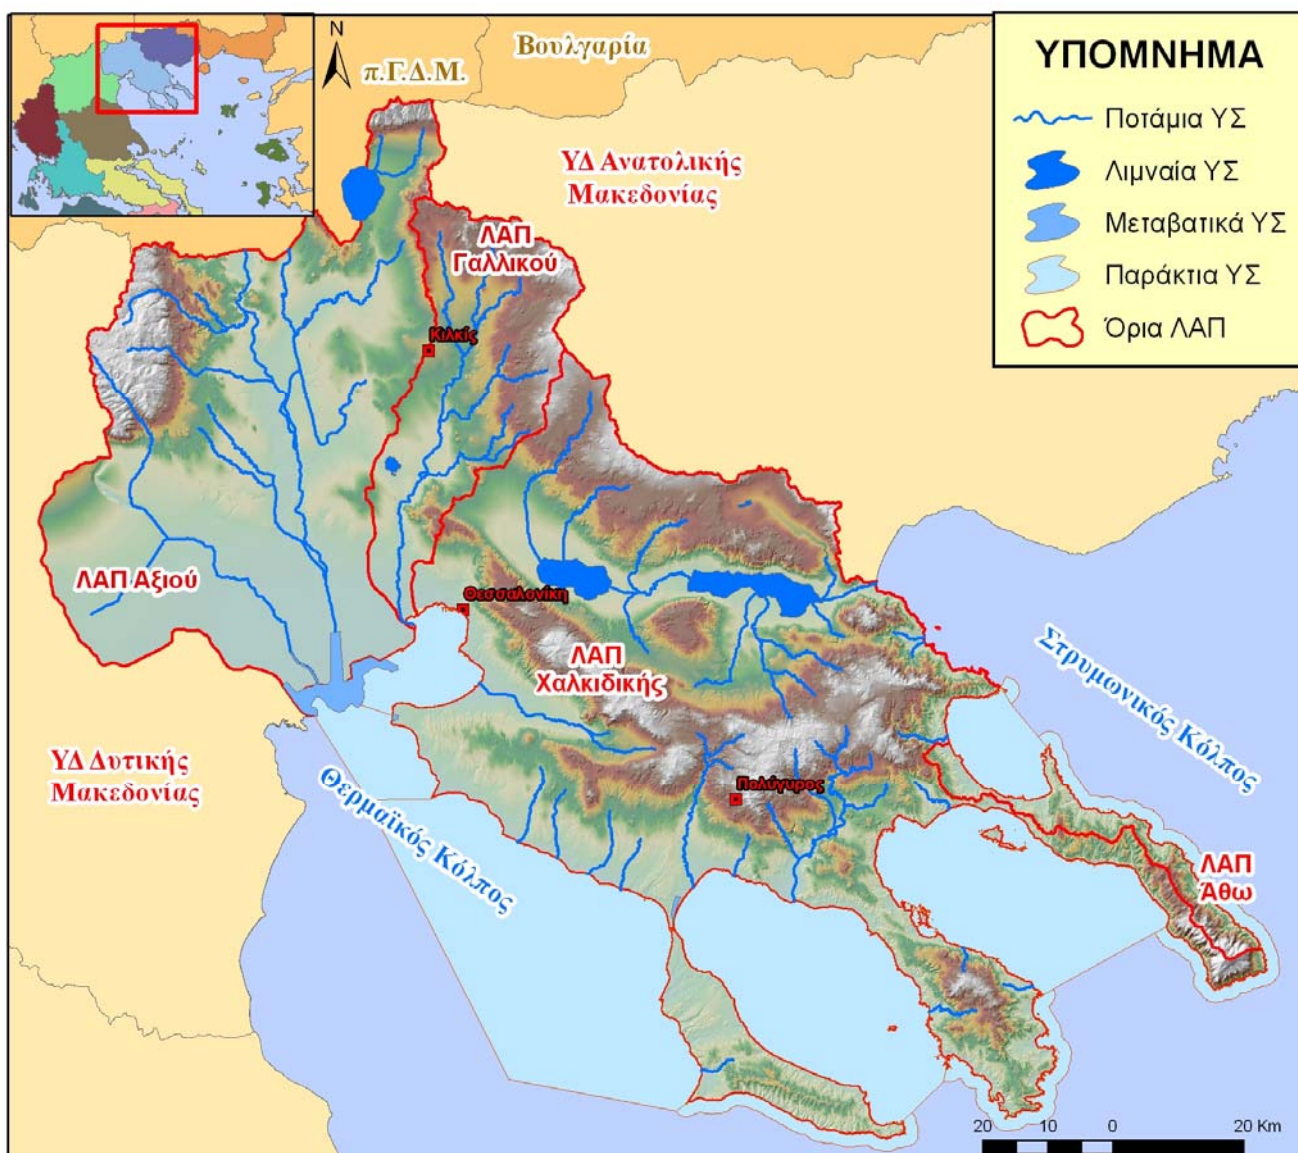 N
Βουλγαρία
π.Γ.Δ.Μ.
ΥΠΟΜΝΗΜΑ
Ποτάμια ΥΣ
Λιμναία ΥΣ
Μεταβατικά ΥΣ
Παράκτια ΥΣ
Όρια ΛΑΠ
ΥΔ Ανατολικής
Μακεδονίας
ΛΑΠ
Γαλλικού
Κιλκίς
ΛΑΠ Αξιού
Θεσσαλονίκη
ΛΑΠ
Χαλκιδικής
Στρυμονικός Κόλπος
ΥΔ Δυτικής
Μακεδονίας
Θερμαϊκός Κόλπος
Πολύγυρος
ΛΑΠ
Άθω
20 10 0 20 Km